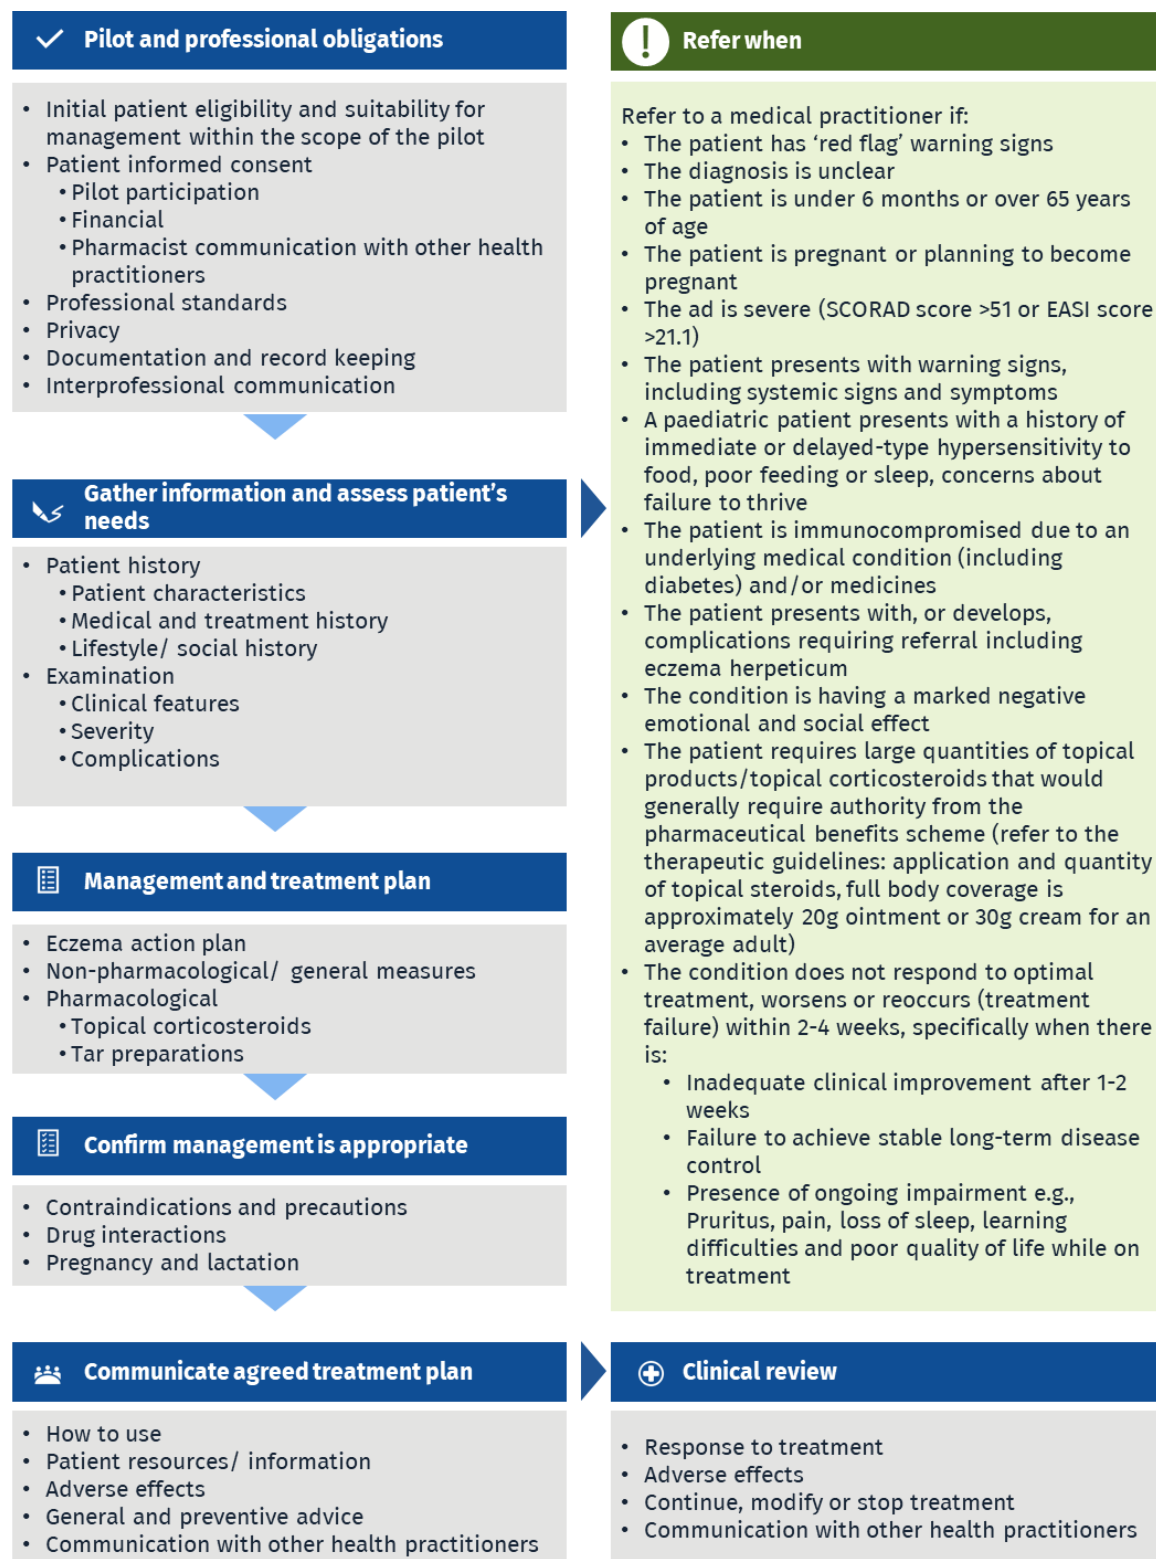 Pilot and professional obligations
• Initial patient eligibility and suitability for
management within the scope of the pilot
• Patient informed consent
• Pilot participation
• Financial
• Pharmacist communication with other health
practitioners
• Professional standards
• Privacy
• Documentation and record keeping
• Interprofessional communication
Gather information and assess patient’s
needs
• Patient history
• Patient characteristics
• Medical and treatment history
• Lifestyle/ social history
• Examination
• Clinical features
• Severity
• Complications
Management and treatment plan
• Eczema action plan
• Non-pharmacological/ general measures
• Pharmacological
• Topical corticosteroids
• Tar preparations
Confirm management is appropriate
• Contraindications and precautions
• Drug interactions
• Pregnancy and lactation
Communicate agreed treatment plan
• How to use
• Patient resources/ information
• Adverse effects
• General and preventive advice
• Communication with other health practitioners
! Refer when
Refer to a medical practitioner if:
• The patient has ‘red flag’ warning signs
• The diagnosis is unclear
• The patient is under 6 months or over 65 years
of age
• The patient is pregnant or planning to become
pregnant
• The ad is severe (SCORAD score >51 or EASI score
>21.1)
• The patient presents with warning signs,
including systemic signs and symptoms
• A paediatric patient presents with a history of
immediate or delayed-type hypersensitivity to
food, poor feeding or sleep, concerns about
failure to thrive
• The patient is immunocompromised due to an
underlying medical condition (including
diabetes) and/or medicines
• The patient presents with, or develops,
complications requiring referral including
eczema herpeticum
• The condition is having a marked negative
emotional and social effect
• The patient requires large quantities of topical
products/topical corticosteroids that would
generally require authority from the
pharmaceutical benefits scheme (refer to the
therapeutic guidelines: application and quantity
of topical steroids, full body coverage is
approximately 20g ointment or 30g cream for an
average adult)
• The condition does not respond to optimal
treatment, worsens or reoccurs (treatment
failure) within 2-4 weeks, specifically when there
is:
• Inadequate clinical improvement after 1-2
weeks
• Failure to achieve stable long-term disease
control
• Presence of ongoing impairment e.g.,
Pruritus, pain, loss of sleep, learning
difficulties and poor quality of life while on
treatment
Clinical review
• Response to treatment
• Adverse effects
• Continue, modify or stop treatment
• Communication with other health practitioners